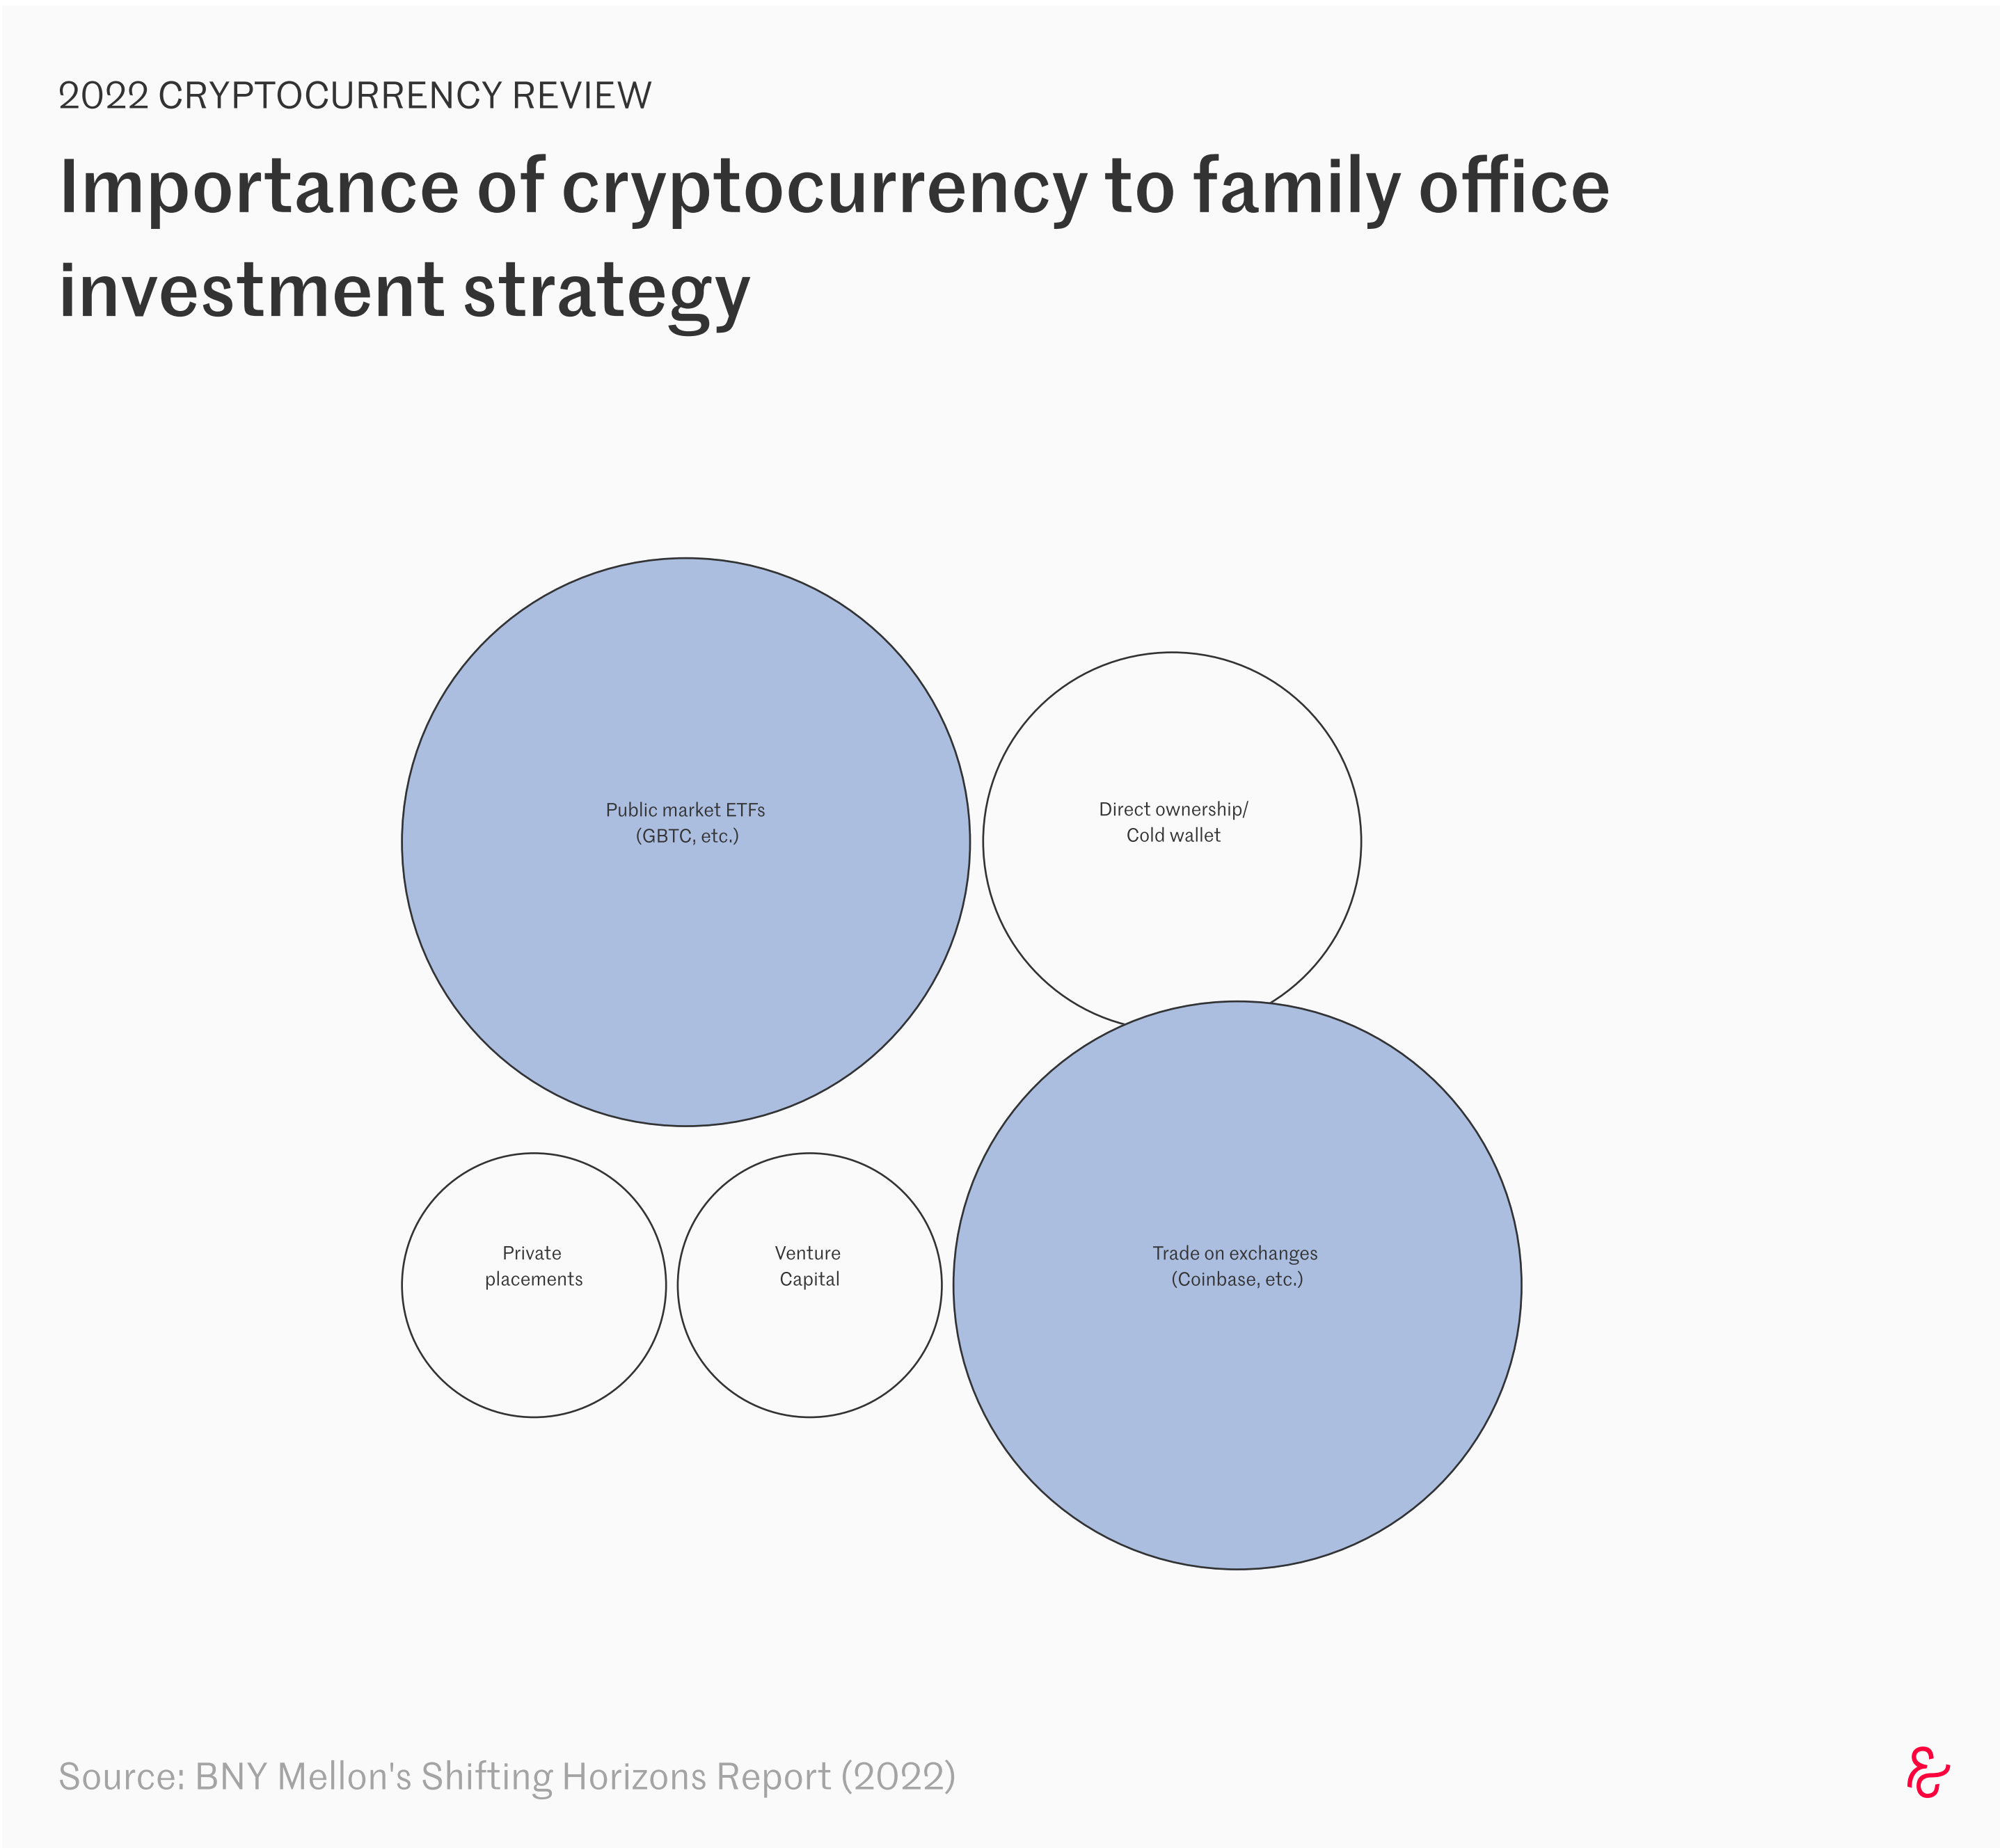 2022 CRYPTOCURRENCY REVIEW
Importance of cryptocurrency to family office
investment strategy
Public market ETFs
(GBTC, etc.)
Direct ownership/
Cold wallet
Private
placements
Venture
Capital
Trade on exchanges
(Coinbase, etc.)
Source: BNY Mellon's Shifting Horizons Report (2022)
&